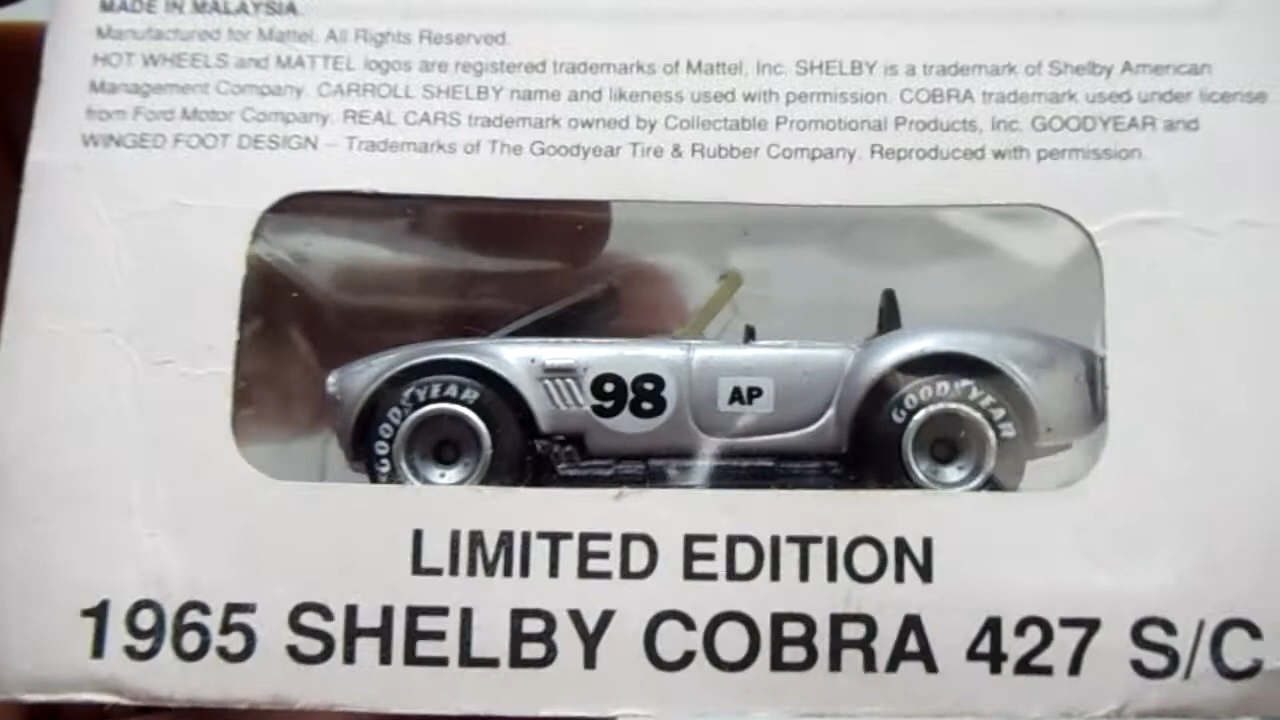 MADE IN MALAYSIA
Manufactured for Mattel. All Rights Reserved.
HOT WHEELS and MATTEL logos are registered trademarks of Mattel, Inc. SHELBY is a trademark of Shelby American
Management Company. CARROLL SHELBY name and likeness used with permission. COBRA trademark used under license
from Ford Motor Company. REAL CARS trademark owned by Collectable Promotional Products, Inc. GOODYEAR and
WINGED FOOT DESIGN – Trademarks of The Goodyear Tire & Rubber Company. Reproduced with permission.
GOODYEAR
98
AP
GOODYEAR
LIMITED EDITION
1965 SHELBY COBRA 427 S/C